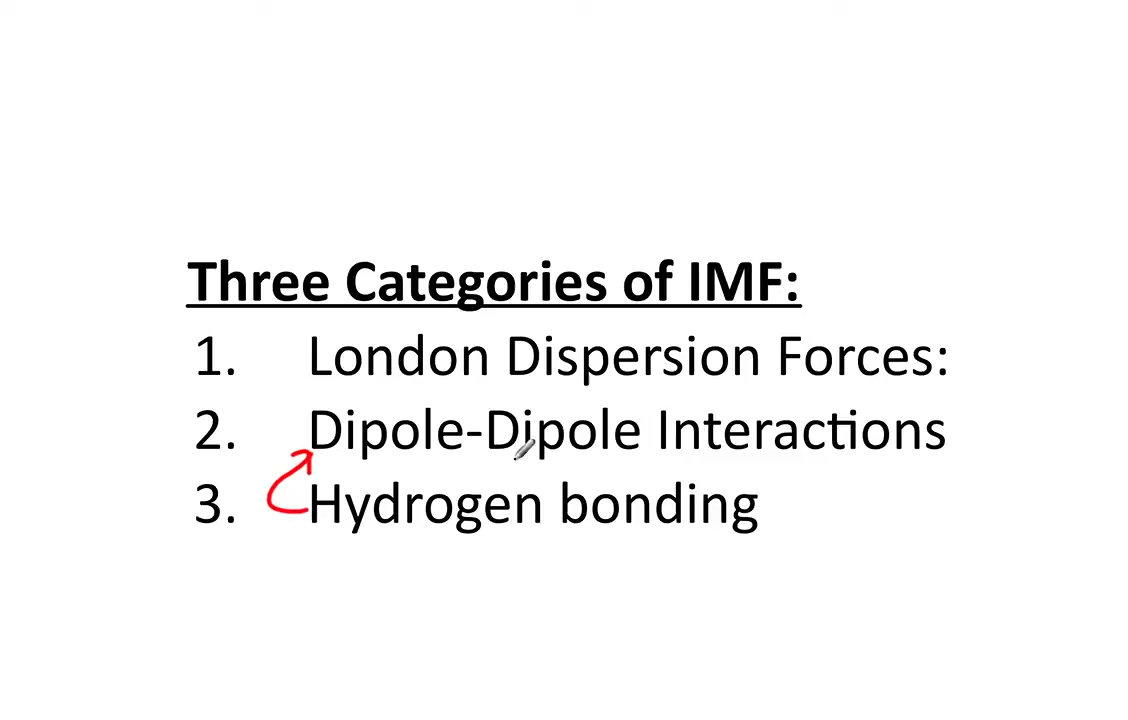 Three Categories of IMF:
1. London Dispersion Forces:
2. Dipole-Dipole Interactions
3. Hydrogen bonding